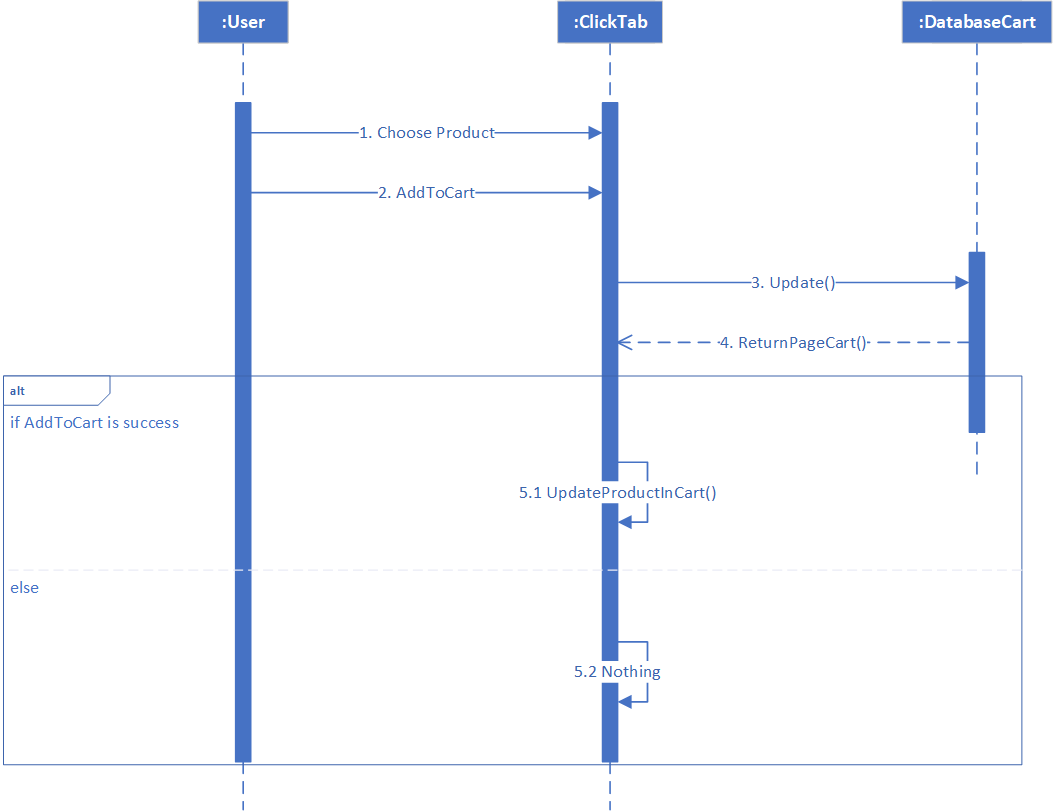 :User
:ClickTab
:DatabaseCart
1. Choose Product
2. AddToCart
3. Update()
4. ReturnPageCart()
alt
if AddToCart is success
5.1 UpdateProductInCart()
else
5.2 Nothing